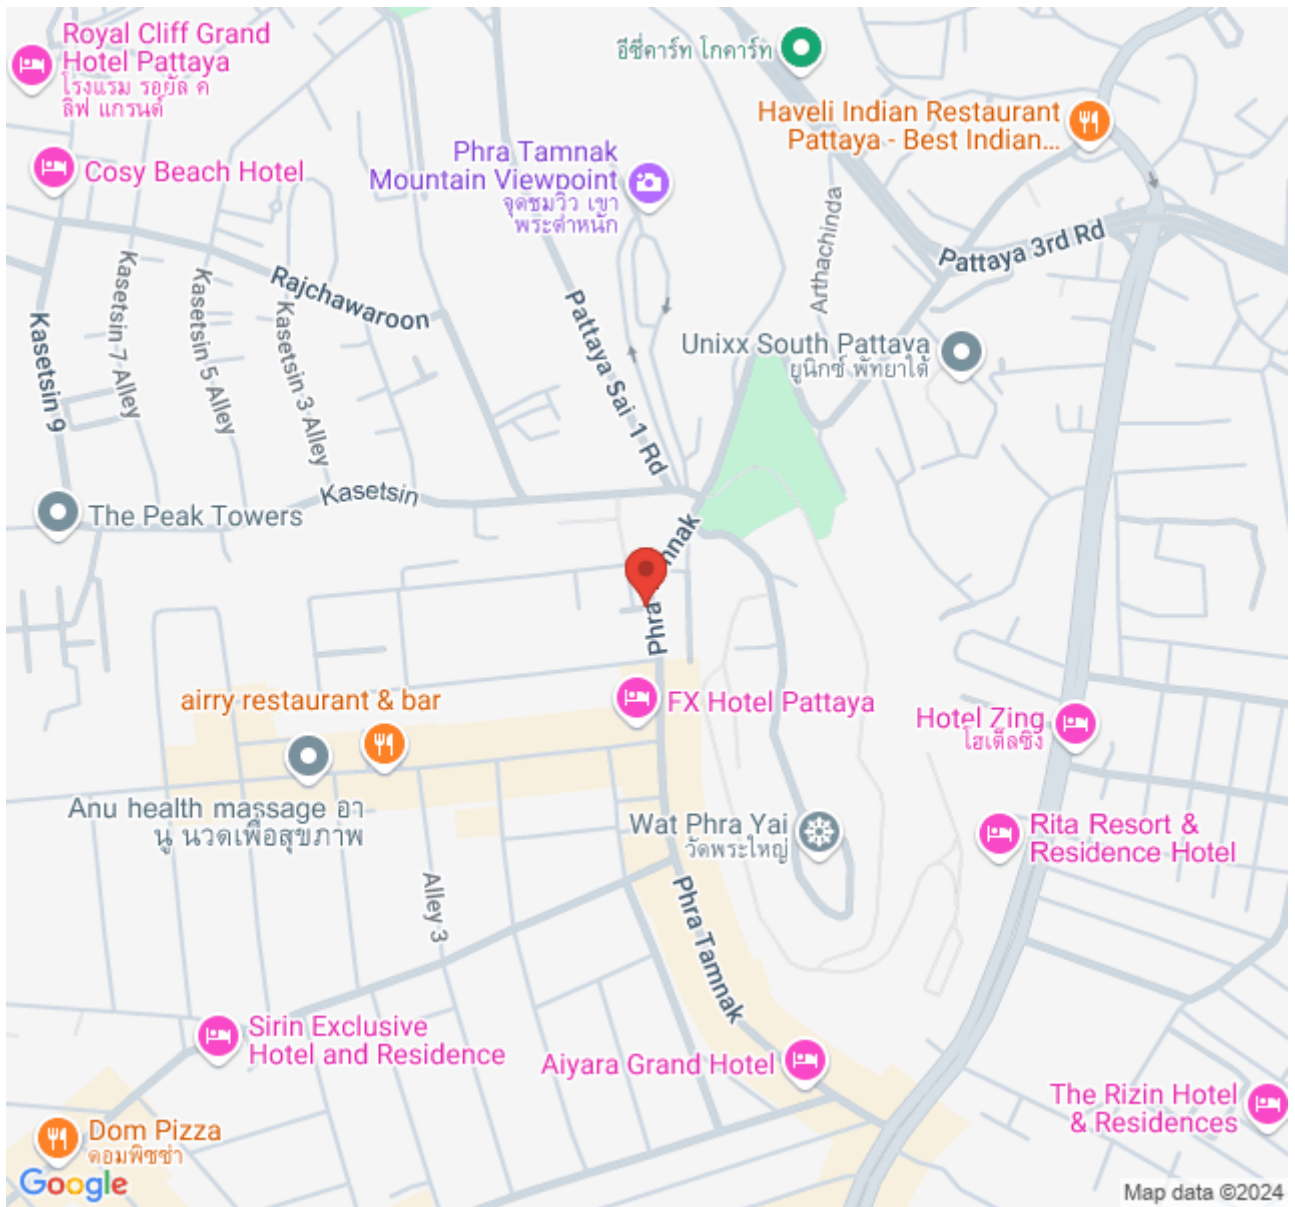 Royal Cliff Grand
Hotel Pattaya
โรงแรม รอยัล ค
ลิฟ แกรนด์
อีซี่คาร์ท โกคาร์ท
Haveli Indian Restaurant
Pattaya - Best Indian...
Cosy Beach Hotel
Phra Tamnak
Mountain Viewpoint
จุดชมวิว เขา
พระตำหนัก
Arthachinda
Pattaya 3rd Rd
Kasetsin 7 Alley
Kasetsin 5 Alley
Kasetsin 3 Alley
Rajchawaroon
Kasetsin 9
Pattaya Sai 1 Rd
Unixx South Pattaya
ยูนิกซ์ พัทยาใต้
Kasetsin
The Peak Towers
Phra
mnak
airry restaurant & bar
FX Hotel Pattaya
Hotel Zing
โฮเต็ลซิง
Anu health massage อา
นู นวดเพื่อสุขภาพ
Wat Phra Yai
วัดพระใหญ่
Rita Resort &
Residence Hotel
Alley 3
Phra Tamnak
Sirin Exclusive
Hotel and Residence
Aiyara Grand Hotel
The Rizin Hotel
& Residences
Dom Pizza
ดอมพิซซ่า
Google
Map data ©2024